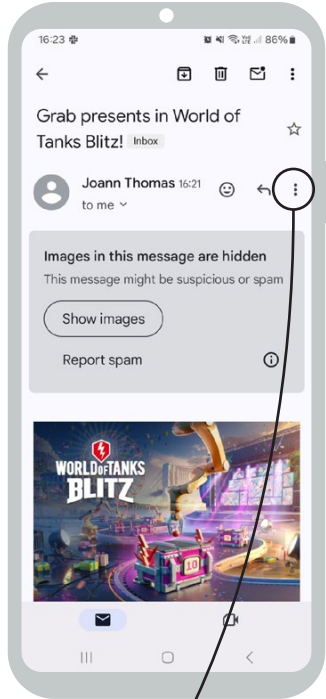 16:23
86%
Grab presents in World of
Tanks Blitz! Inbox
Joann Thomas 16:21
to me
Images in this message are hidden
This message might be suspicious or spam
Show images
Report spam
WORLD OF TANKS
BLITZ
10